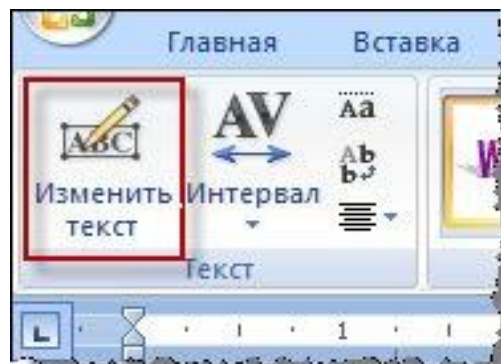 Главная Вставка
ABC
AV
Aa
Ab
b
Изменить
текст
Интервал
W
Текст
L
1